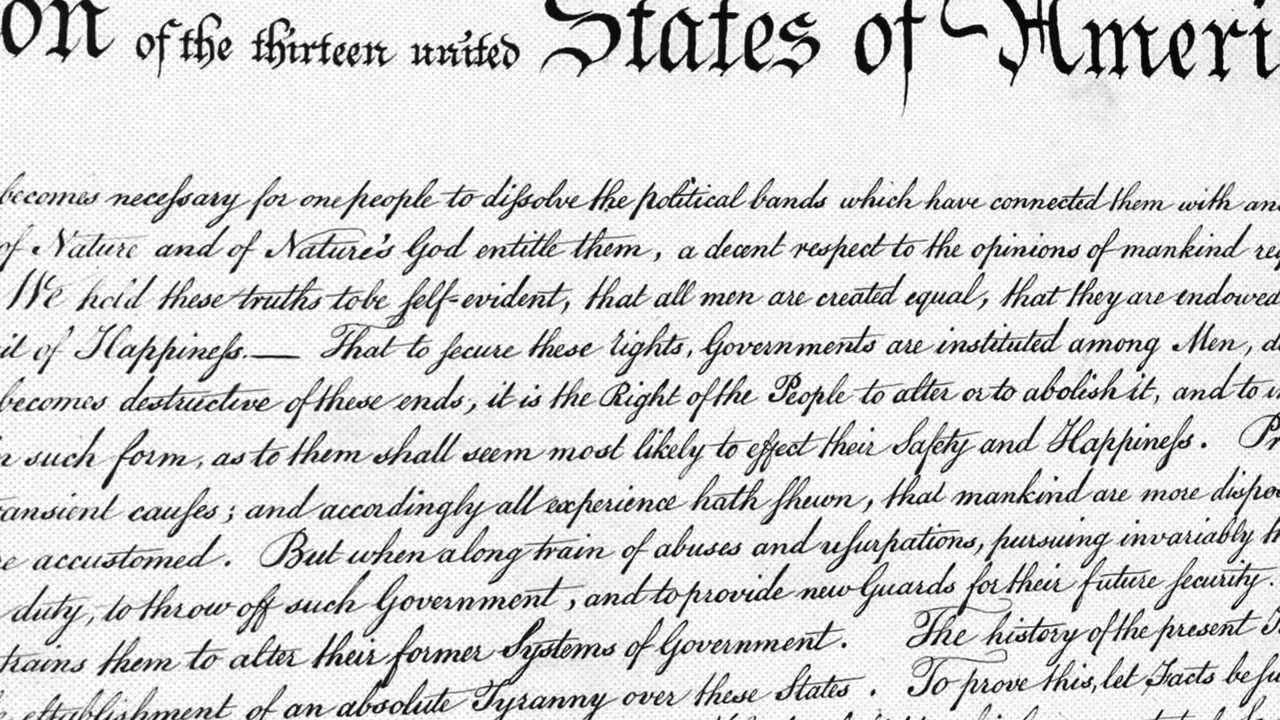 on of the thirteen united States of Ameri
becomes neceſsary for one people to diſsolve the political bands which have connected them with an
of Nature and of Nature's God entitle them, a decent respect to the opinions of mankind re
We hold these truths to be ſelf-evident, that all men are created equal, that they are endowed
it of Happineſs.— That to ſecure these rights, Governments are instituted among Men, d
becomes destructive of these ends, it is the Right of the People to alter or to abolish it, and to in
n such form, as to them shall seem most likely to effect their Safety and Happineſs. Pr
ansient cauſes; and accordingly all experience hath ſhewn, that mankind are more dispo
re accustomed. But when a long train of abuses and uſurpations, pursuing invariably th
duty, to throw off such Government, and to provide new Guards for their future ſecurity.
trains them to alter their former Systems of Government. The history of the present
eſtabliſhment of an absolute Tyranny over these States. To prove this, let Facts be ſu